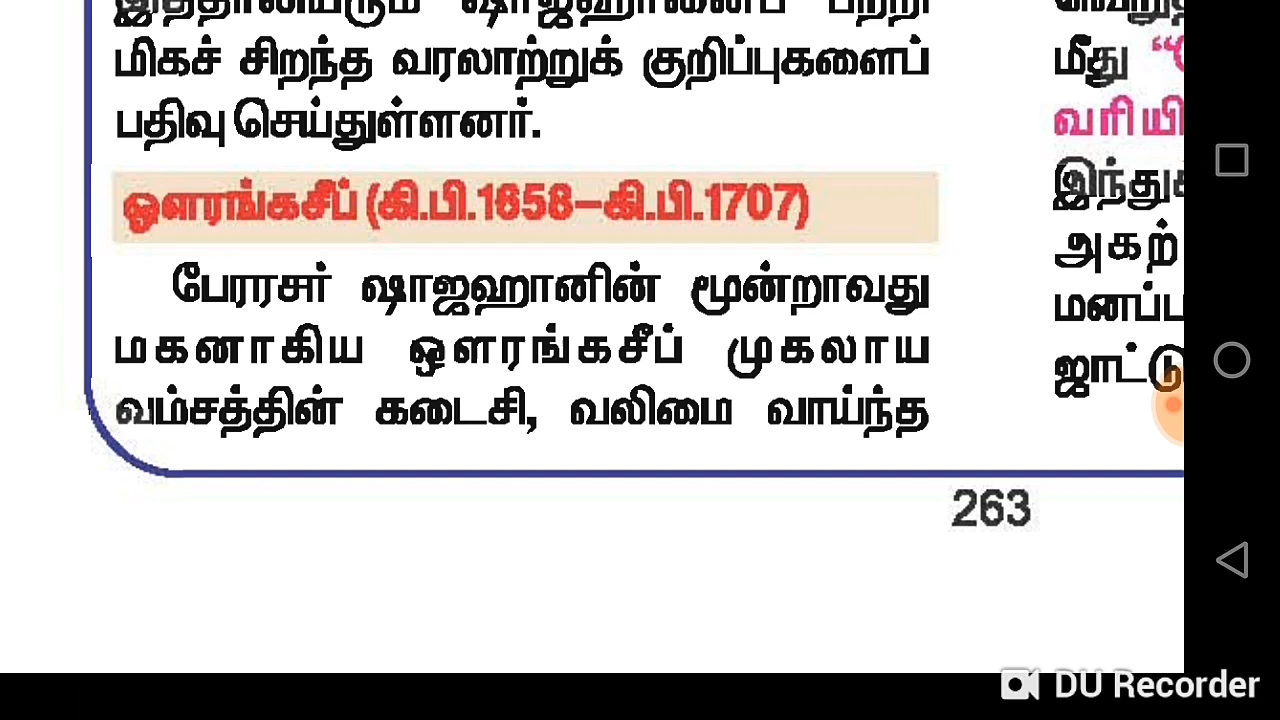 மிகச் சிறந்த வரலாற்றுக் குறிப்புகளைப்
பதிவு செய்துள்ளனர்.
ஔரங்கசீப் (கி.பி.1658–கி.பி.1707)
பேரரசர் ஷாஜஹானின் மூன்றாவது
மகனாகிய ஔரங்கசீப் முகலாய
வம்சத்தின் கடைசி, வலிமை வாய்ந்த
மீது
வரியி
இந்துக்
அகற்
மனப்ப
ஜாட்டு
263
DU Recorder